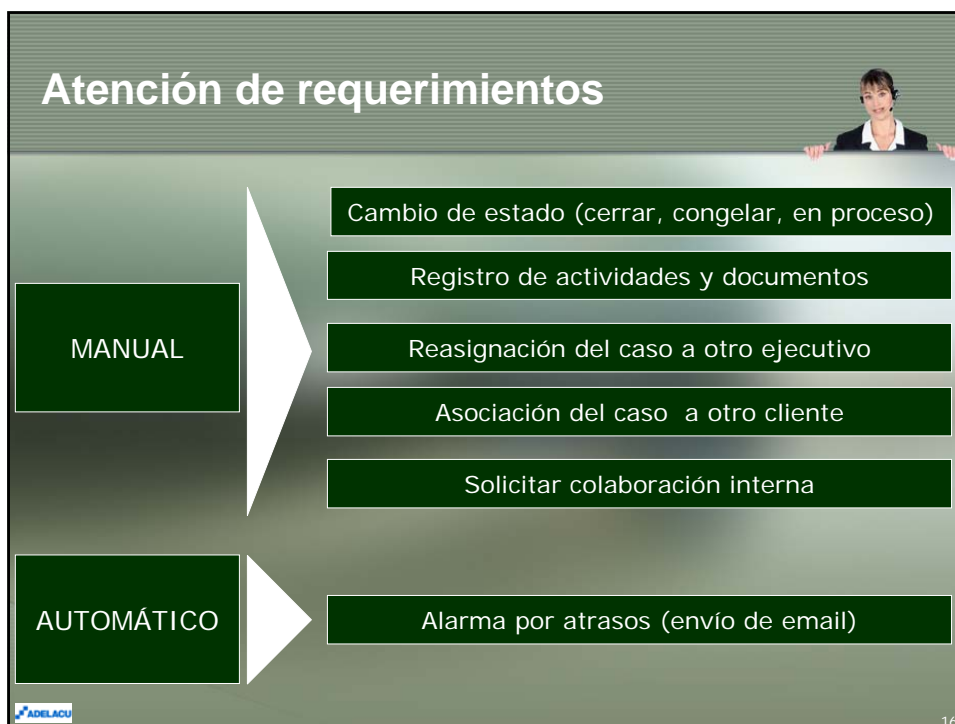 Atención de requerimientos
Cambio de estado (cerrar, congelar, en proceso)
Registro de actividades y documentos
MANUAL
Reasignación del caso a otro ejecutivo
Asociación del caso a otro cliente
Solicitar colaboración interna
AUTOMÁTICO
Alarma por atrasos (envío de email)
ADELACU
16